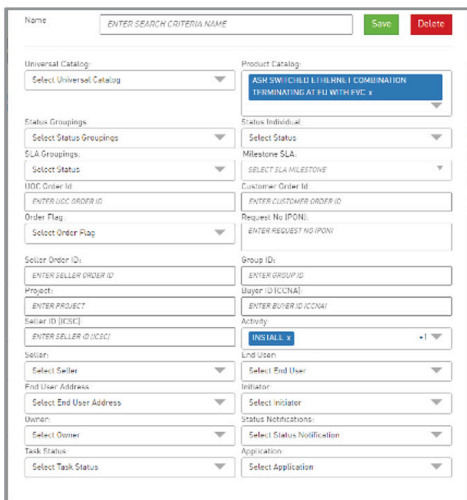 Name
ENTER SEARCH CRITERIA NAME
Save
Delete
Universal Catalog:
Product Catalog:
Select Universal Catalog
ASR SWITCHED ETHERNET COMBINATION
TERMINATING AT EU WITH EVC x
Status Groupings
Status Individual
Select Status Groupings
Select Status
SLA Groupings:
Milestone SLA:
Select Status
SELECT SLA MILESTONE
UOC Order Id
Customer Order Id
ENTER UOC ORDER ID
ENTER CUSTOMER ORDER ID
Order Flag:
Request No (PON):
Select Order Flag
ENTER REQUEST NO (PON)
Seller Order ID:
Group ID:
ENTER SELLER ORDER ID
ENTER GROUP ID
Project:
Buyer ID (CCNA):
ENTER PROJECT
ENTER BUYER ID (CCNA)
Seller ID (ICSC):
Activity:
ENTER SELLER ID (ICSC)
INSTALL x
+1
Seller:
End User:
Select Seller
Select End User
End User Address
Initiator
Select End User Address
Select Initiator
Owner:
Status Notifications:
Select Owner
Select Status Notification
Task Status
Application:
Select Task Status
Select Application